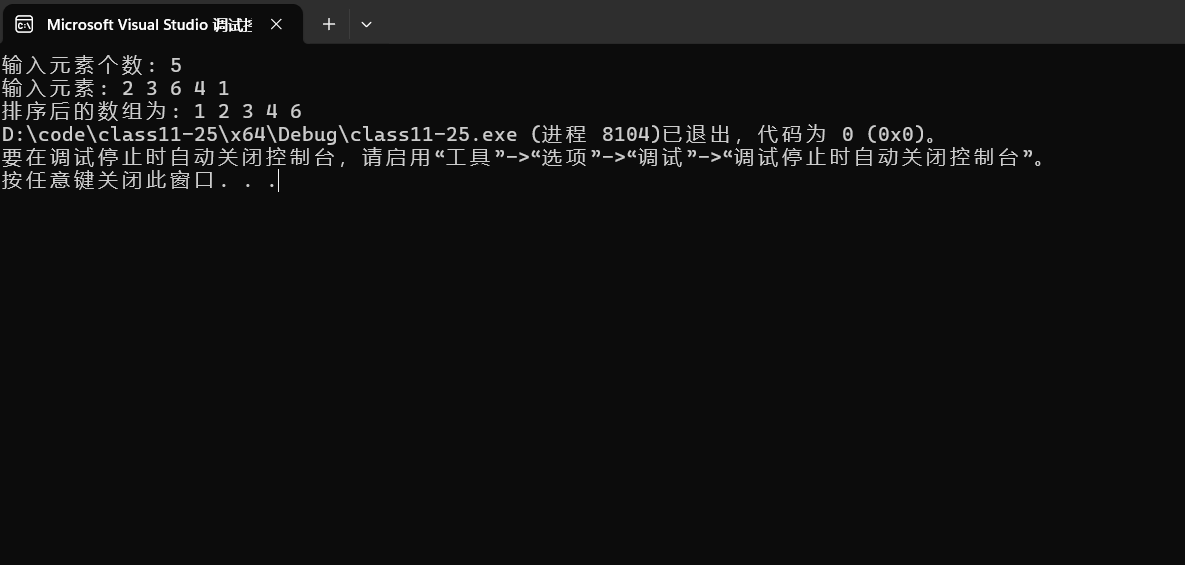 Microsoft Visual Studio 调试
输入元素个数: 5
输入元素: 2 3 6 4 1
排序后的数组为: 1 2 3 4 6
D:\code\class11-25\x64\Debug\class11-25.exe (进程 8104)已退出，代码为 0 (0x0)。
要在调试停止时自动关闭控制台，请启用“工具”->“选项”->“调试”->“调试停止时自动关闭控制台”。
按任意键关闭此窗口. . .